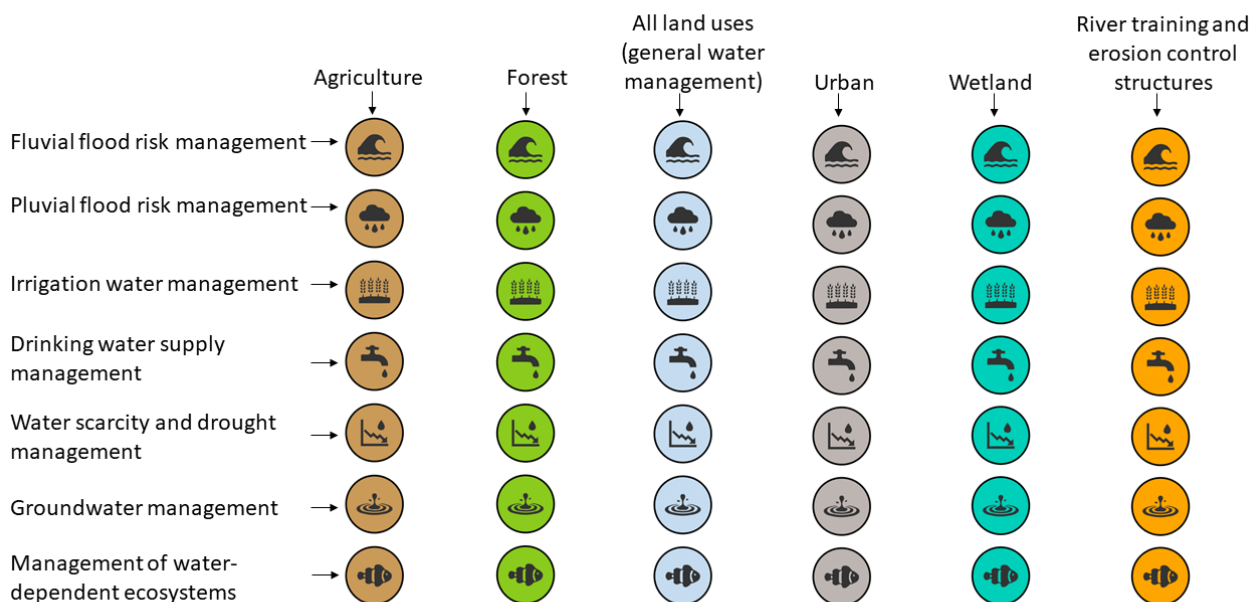 All land uses
(general water
management)
River training and
erosion control
structures
Agriculture
Forest
Urban
Wetland
Fluvial flood risk management
Pluvial flood risk management
Irrigation water management
Drinking water supply
management
Water scarcity and drought
management
Groundwater management
Management of water-
dependent ecosystems